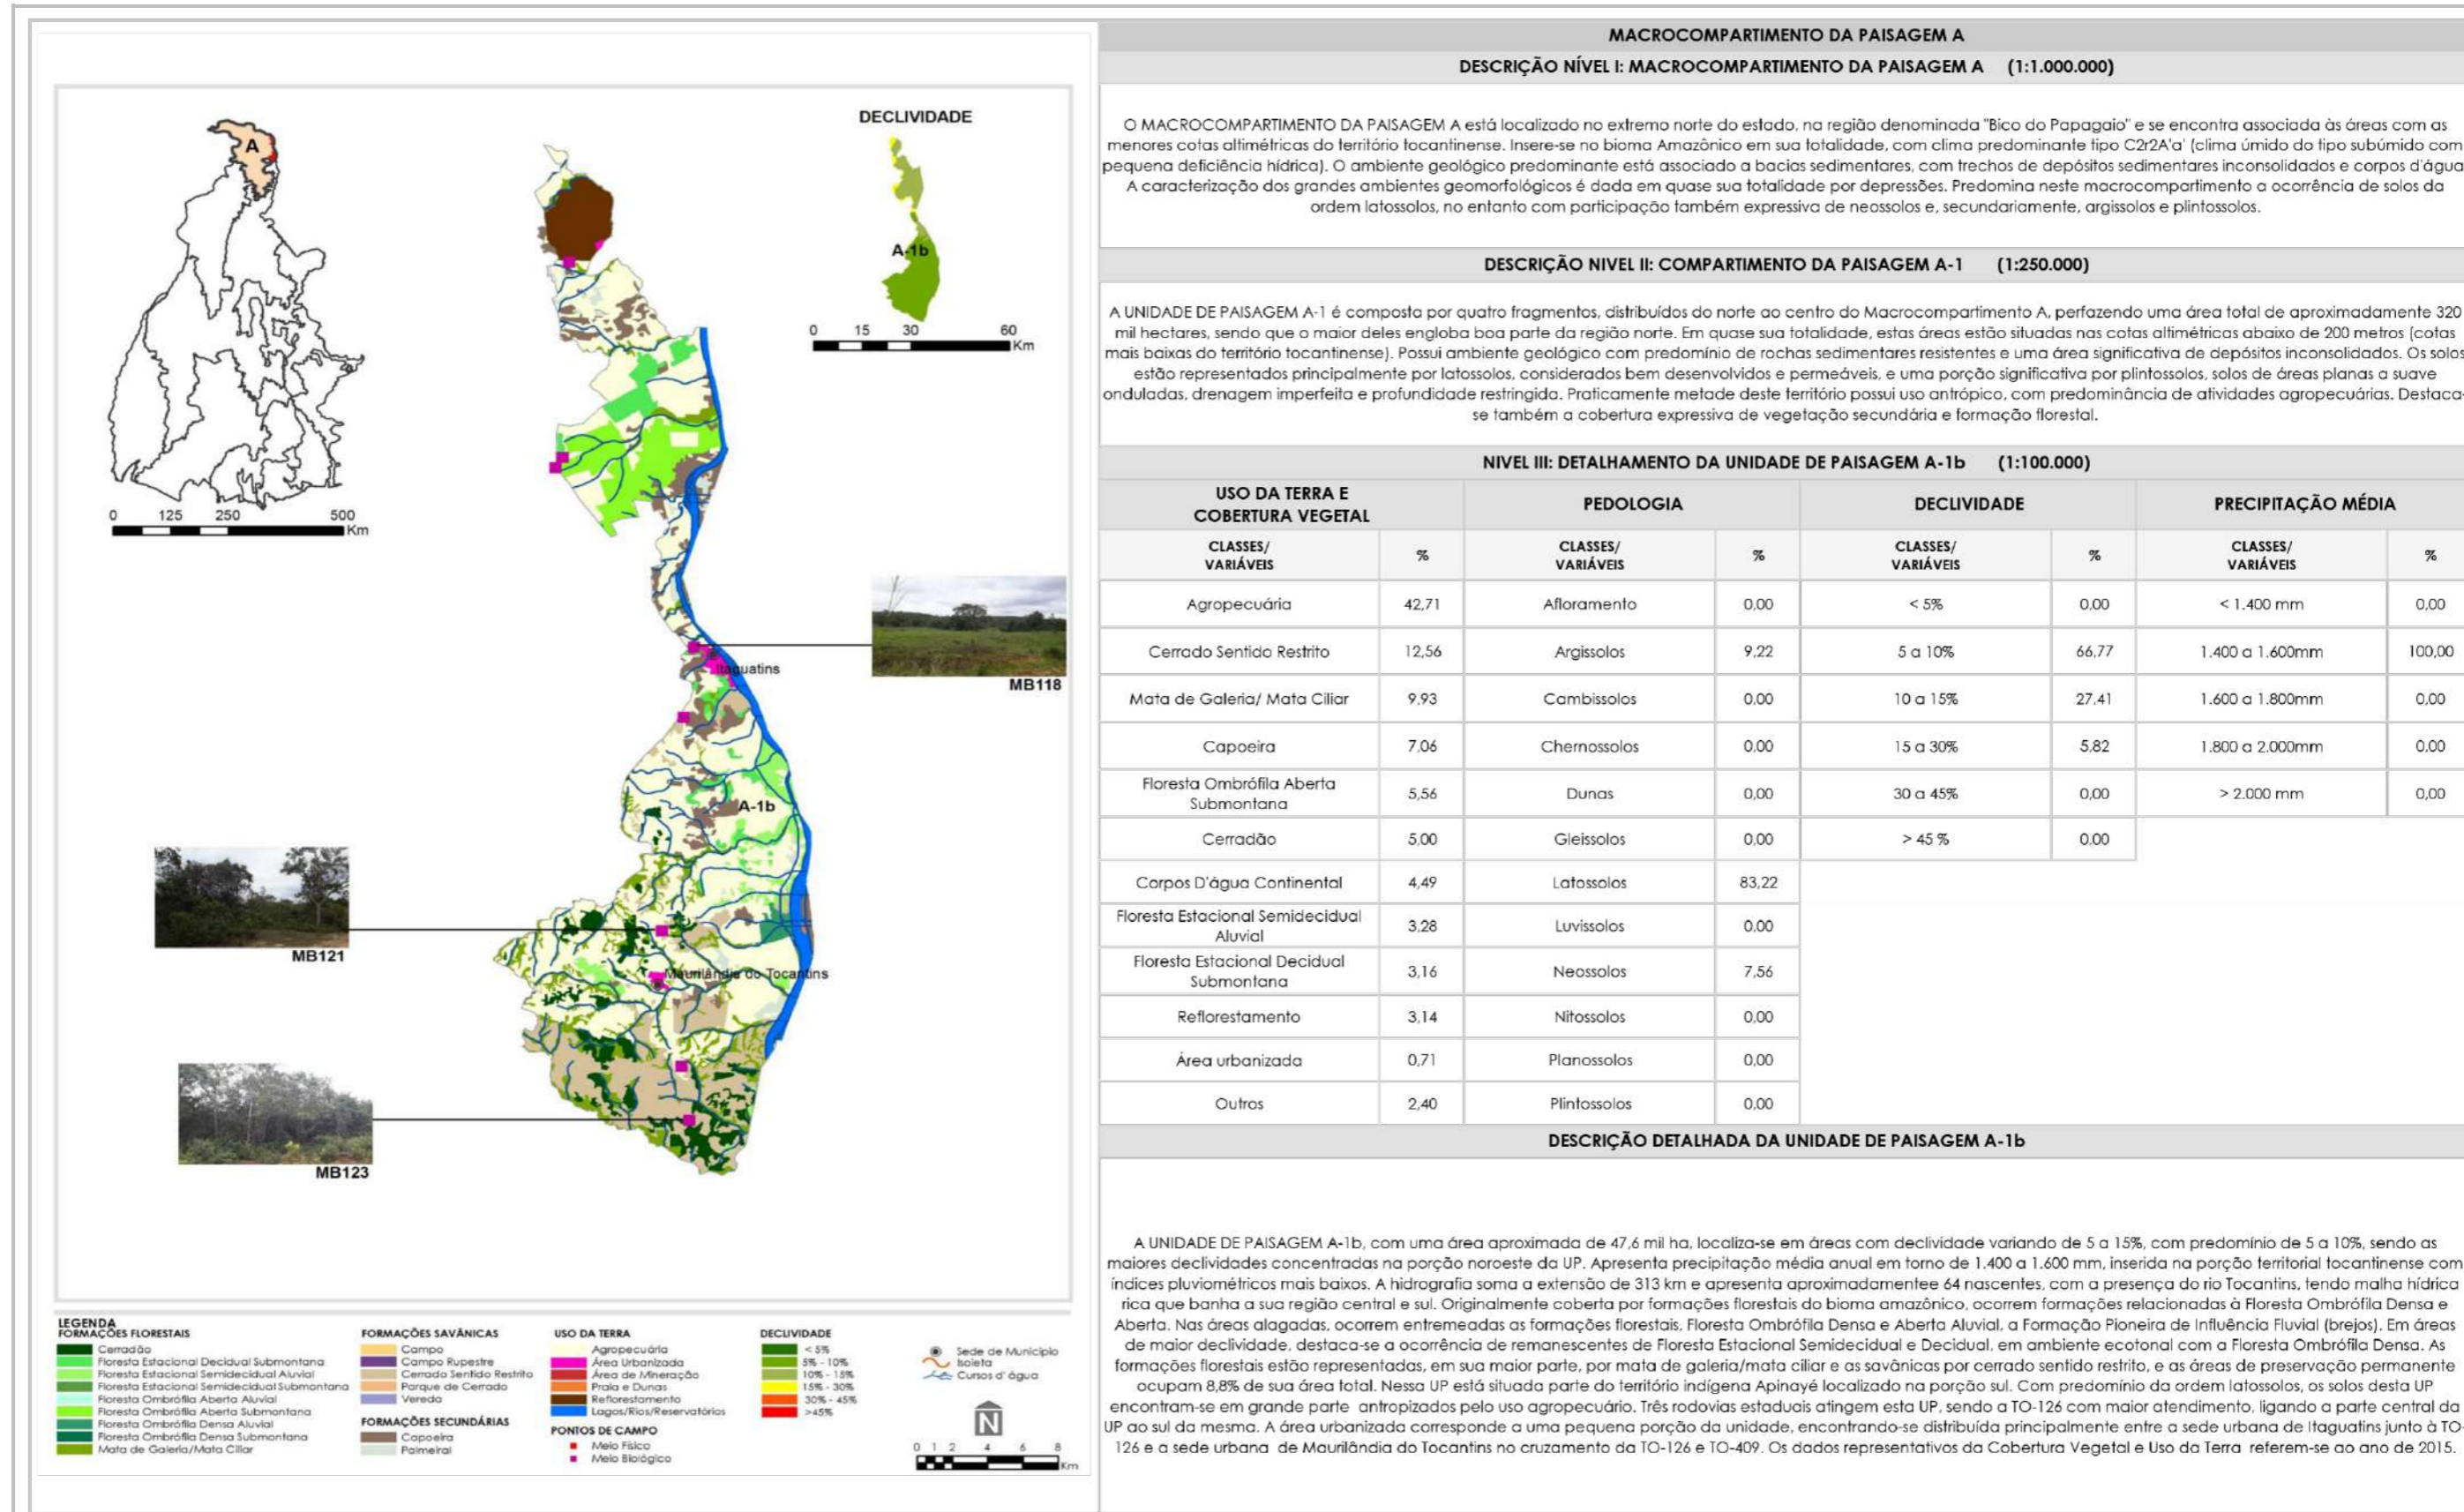 DECLIVIDADE
A
A-1b
0 15 30 60
Km
0 125 250 500
Km
Itaguatins
MB118
A-1b
MB121
Maurilândia do Tocantins
MB123
LEGENDA
FORMAÇÕES FLORESTAIS
Cerradão
Floresta Estacional Decidual Submontana
Floresta Estacional Semidecidual Aluvial
Floresta Estacional Semidecidual Submontana
Floresta Ombrófila Aberta Aluvial
Floresta Ombrófila Aberta Submontana
Floresta Ombrófila Densa Aluvial
Floresta Ombrófila Densa Submontana
Mata de Galeria/Mata Ciliar
FORMAÇÕES SAVÂNICAS
Campo
Campo Rupestre
Cerrado Sentido Restrito
Parque de Cerrado
Vereda
FORMAÇÕES SECUNDÁRIAS
Capoeira
Palmeiral
USO DA TERRA
Agropecuária
Área Urbanizada
Área de Mineração
Praia e Dunas
Reflorestamento
Lagos/Rios/Reservatórios
PONTOS DE CAMPO
Meio Físico
Meio Biológico
DECLIVIDADE
< 5%
5% - 10%
10% - 15%
15% - 30%
30% - 45%
>45%
Sede de Município
Isoieta
Cursos d' água
N
0 1 2 4 6 8
Km
MACROCOMPARTIMENTO DA PAISAGEM A
DESCRIÇÃO NÍVEL I: MACROCOMPARTIMENTO DA PAISAGEM A (1:1.000.000)
O MACROCOMPARTIMENTO DA PAISAGEM A está localizado no extremo norte do estado, na região denominada "Bico do Papagaio" e se encontra associada às áreas com as
menores cotas altimétricas do território tocantinense. Insere-se no bioma Amazônico em sua totalidade, com clima predominante tipo C2r2A'a' (clima úmido do tipo subúmido com
pequena deficiência hídrica). O ambiente geológico predominante está associado a bacias sedimentares, com trechos de depósitos sedimentares inconsolidados e corpos d'água
A caracterização dos grandes ambientes geomorfológicos é dada em quase sua totalidade por depressões. Predomina neste macrocompartimento a ocorrência de solos da
ordem latossolos, no entanto com participação também expressiva de neossolos e, secundariamente, argissolos e plintossolos.
DESCRIÇÃO NIVEL II: COMPARTIMENTO DA PAISAGEM A-1 (1:250.000)
A UNIDADE DE PAISAGEM A-1 é composta por quatro fragmentos, distribuídos do norte ao centro do Macrocompartimento A, perfazendo uma área total de aproximadamente 320
mil hectares, sendo que o maior deles engloba boa parte da região norte. Em quase sua totalidade, estas áreas estão situadas nas cotas altimétricas abaixo de 200 metros (cotas
mais baixas do território tocantinense). Possui ambiente geológico com predomínio de rochas sedimentares resistentes e uma área significativa de depósitos inconsolidados. Os solos
estão representados principalmente por latossolos, considerados bem desenvolvidos e permeáveis, e uma porção significativa por plintossolos, solos de áreas planas a suave
onduladas, drenagem imperfeita e profundidade restringida. Praticamente metade deste território possui uso antrópico, com predominância de atividades agropecuárias. Destaca-
se também a cobertura expressiva de vegetação secundária e formação florestal.
NIVEL III: DETALHAMENTO DA UNIDADE DE PAISAGEM A-1b (1:100.000)
USO DA TERRA E
COBERTURA VEGETAL PEDOLOGIA DECLIVIDADE PRECIPITAÇÃO MÉDIA
CLASSES/ VARIÁVEIS % CLASSES/ VARIÁVEIS % CLASSES/ VARIÁVEIS % CLASSES/ VARIÁVEIS %
Agropecuária 42,71 Afloramento 0,00 < 5% 0,00 < 1.400 mm 0,00
Cerrado Sentido Restrito 12,56 Argissolos 9,22 5 a 10% 66,77 1.400 a 1.600mm 100,00
Mata de Galeria/ Mata Ciliar 9,93 Cambissolos 0,00 10 a 15% 27,41 1.600 a 1.800mm 0,00
Capoeira 7,06 Chernossolos 0,00 15 a 30% 5,82 1.800 a 2.000mm 0,00
Floresta Ombrófila Aberta
Submontana 5,56 Dunas 0,00 30 a 45% 0,00 > 2.000 mm 0,00
Cerradão 5,00 Gleissolos 0,00 > 45 % 0,00
Corpos D'água Continental 4,49 Latossolos 83,22
Floresta Estacional Semidecidual
Aluvial 3,28 Luvissolos 0,00
Floresta Estacional Decidual
Submontana 3,16 Neossolos 7,56
Reflorestamento 3,14 Nitossolos 0,00
Área urbanizada 0,71 Planossolos 0,00
Outros 2,40 Plintossolos 0,00
DESCRIÇÃO DETALHADA DA UNIDADE DE PAISAGEM A-1b
A UNIDADE DE PAISAGEM A-1b, com uma área aproximada de 47,6 mil ha, localiza-se em áreas com declividade variando de 5 a 15%, com predomínio de 5 a 10%, sendo as
maiores declividades concentradas na porção noroeste da UP. Apresenta precipitação média anual em torno de 1.400 a 1.600 mm, inserida na porção territorial tocantinense com
índices pluviométricos mais baixos. A hidrografia soma a extensão de 313 km e apresenta aproximadamentee 64 nascentes, com a presença do rio Tocantins, tendo malha hídrica
rica que banha a sua região central e sul. Originalmente coberta por formações florestais do bioma amazônico, ocorrem formações relacionadas à Floresta Ombrófila Densa e
Aberta. Nas áreas alagadas, ocorrem entremeadas as formações florestais, Floresta Ombrófila Densa e Aberta Aluvial, a Formação Pioneira de Influência Fluvial (brejos). Em áreas
de maior declividade, destaca-se a ocorrência de remanescentes de Floresta Estacional Semidecidual e Decidual, em ambiente ecotonal com a Floresta Ombrófila Densa. As
formações florestais estão representadas, em sua maior parte, por mata de galeria/mata ciliar e as savânicas por cerrado sentido restrito, e as áreas de preservação permanente
ocupam 8,8% de sua área total. Nessa UP está situada parte do território indígena Apinayé localizado na porção sul. Com predomínio da ordem latossolos, os solos desta UP
encontram-se em grande parte antropizados pelo uso agropecuário. Três rodovias estaduais atingem esta UP, sendo a TO-126 com maior atendimento, ligando a parte central da
UP ao sul da mesma. A área urbanizada corresponde a uma pequena porção da unidade, encontrando-se distribuída principalmente entre a sede urbana de Itaguatins junto à TO-
126 e a sede urbana de Maurilândia do Tocantins no cruzamento da TO-126 e TO-409. Os dados representativos da Cobertura Vegetal e Uso da Terra referem-se ao ano de 2015.